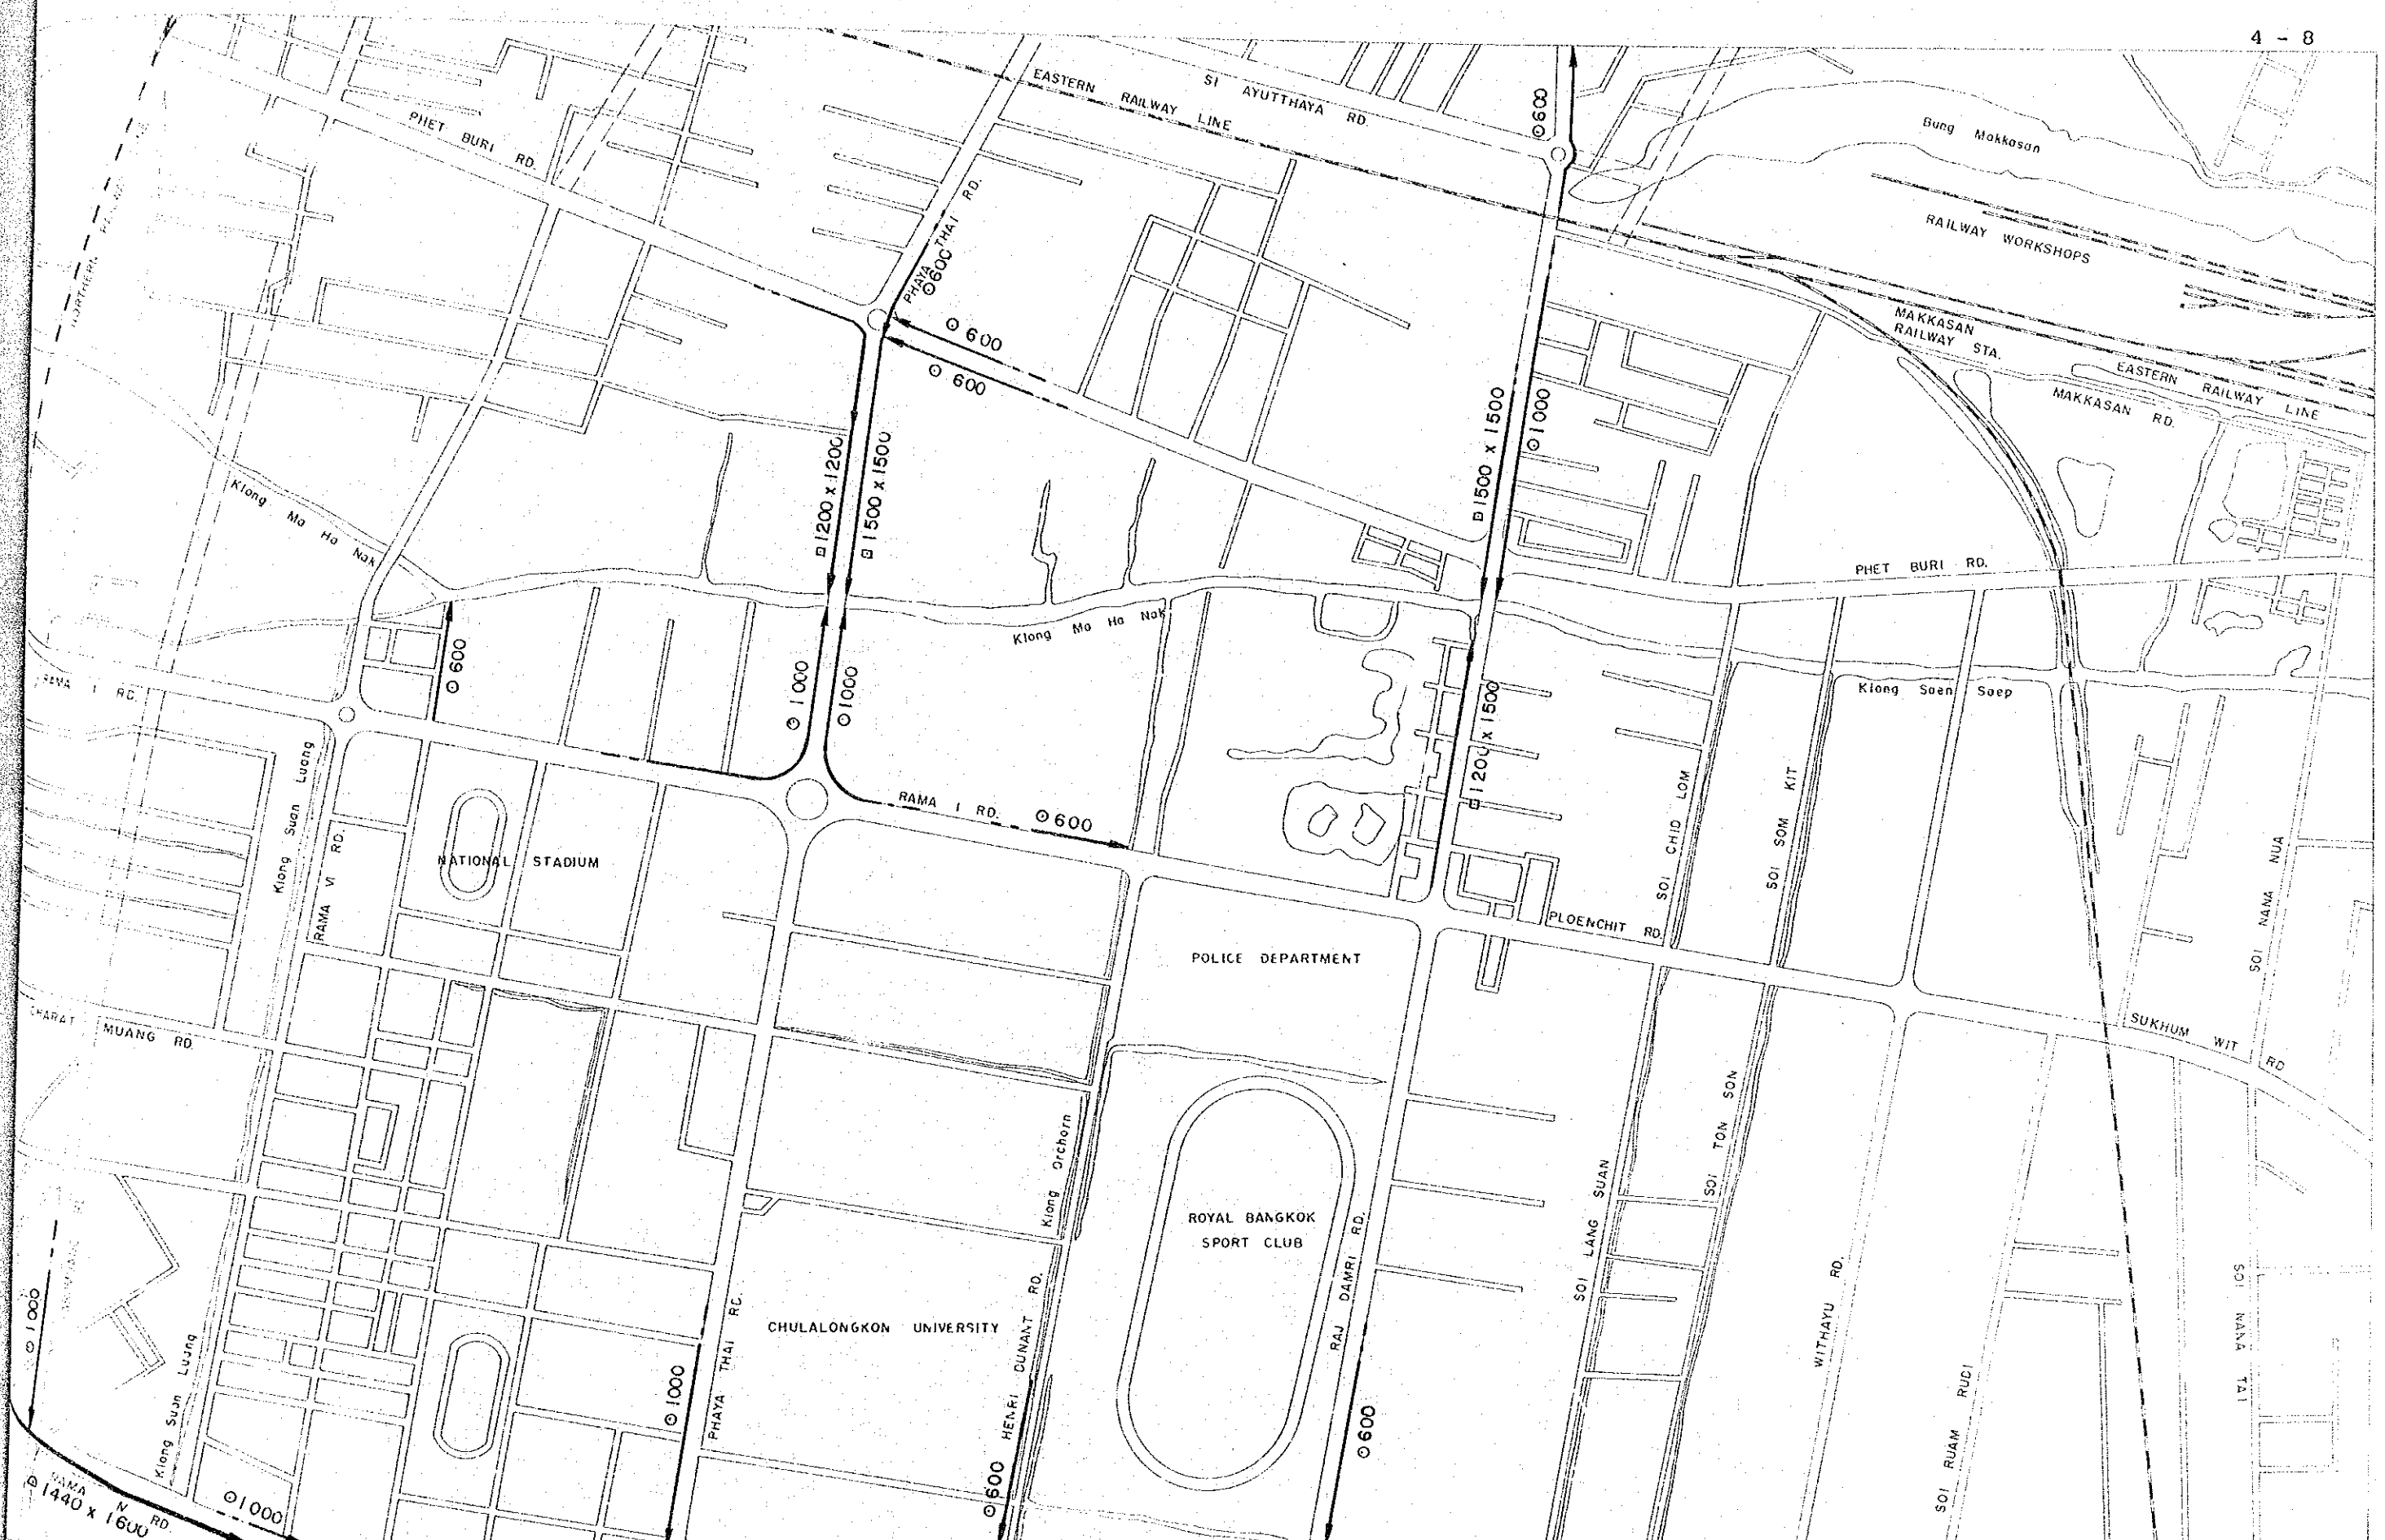 4 - 8
SI AYUTTHAYA RD.
EASTERN RAILWAY LINE
⊙600
PHET BURI RD.
Bung Makkasan
RAILWAY WORKSHOPS
PHAYA THAI RD.
⊙600
⊙ 600
⊙ 600
MAKKASAN
RAILWAY STA.
EASTERN RAILWAY LINE
MAKKASAN RD.
⊡1200 x 1200
⊡1500 x 1500
⊡1500 x 1500
⊙1000
Klong Ma Ha Nak
PHET BURI RD.
Klong Ma Ha Nak
⊙ 600
⊙ 1000
⊙1000
RAMA I RD.
Klong Saen Saep
⊡1200 x 1500
Klong Suan Luang
RAMA VI RD.
NATIONAL STADIUM
RAMA I RD.
⊙600
SOI CHID LOM
SOI SOM KIT
SOI NANA NUA
PLOENCHIT RD.
POLICE DEPARTMENT
CHARAT MUANG RD.
SUKHUM WIT RD
Klong Orchorn
SOI LANG SUAN
SOI TON SON
ROYAL BANGKOK
SPORT CLUB
RAJ DAMRI RD.
WITHAYU RD.
SOI RUAM RUDI
SOI NANA TAI
CHULALONGKON UNIVERSITY
HENRI DUNANT RD.
PHAYA THAI RD.
⊙1000
⊙1000
⊙600
⊙600
Klong Suan Luang
RAMA
RD.
⊡1440 x 1600
⊙1000